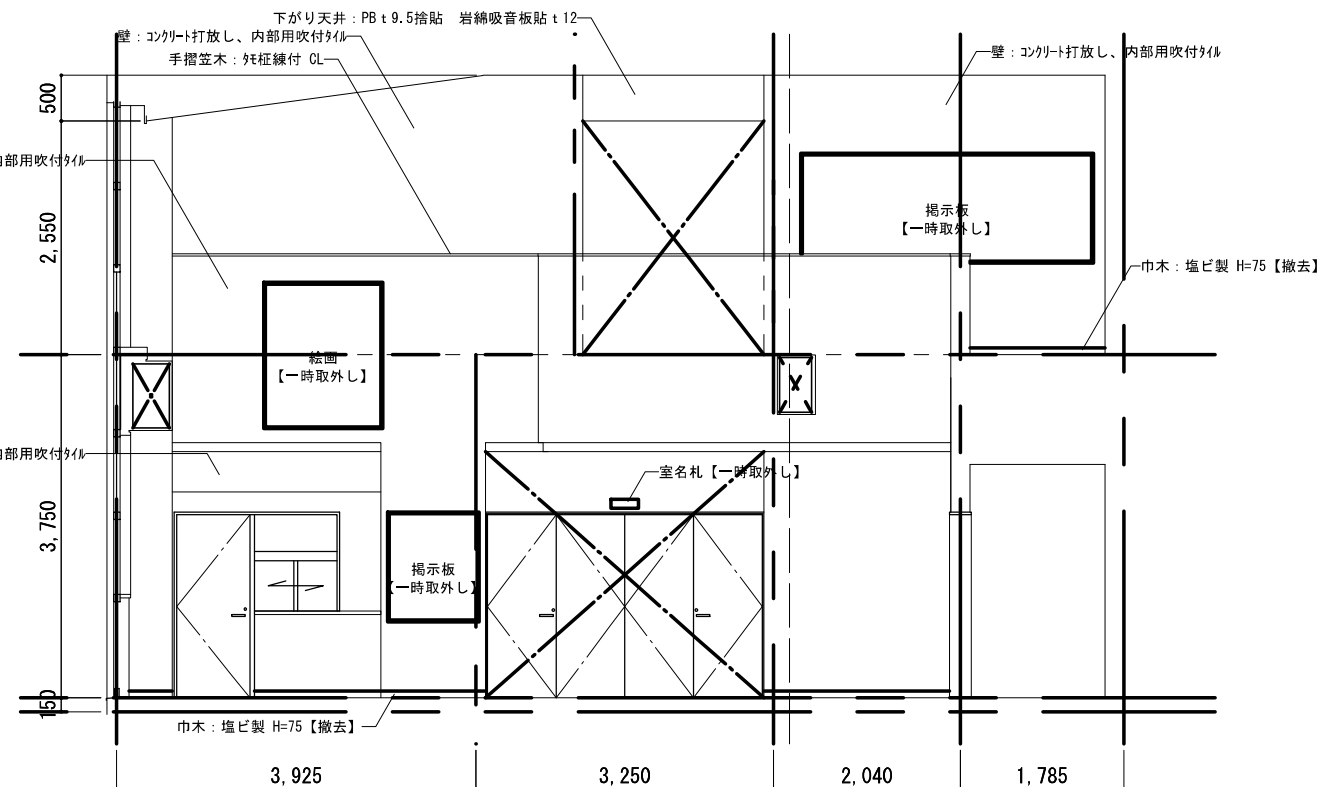 下がり天井：PBｔ9.5捨貼　岩綿吸音板貼ｔ12
壁：ｺﾝｸﾘｰﾄ打放し、内部用吹付ﾀｲﾙ
手摺笠木：ﾀﾓ柾練付 CL
壁：ｺﾝｸﾘｰﾄ打放し、内部用吹付ﾀｲﾙ
500
内部用吹付ﾀｲﾙ
2,550
掲示板
【一時取外し】
巾木：塩ビ製 H=75【撤去】
絵画
【一時取外し】
内部用吹付ﾀｲﾙ
室名札【一時取外し】
3,750
掲示板
【一時取外し】
150
巾木：塩ビ製 H=75【撤去】
3,925
3,250
2,040
1,785